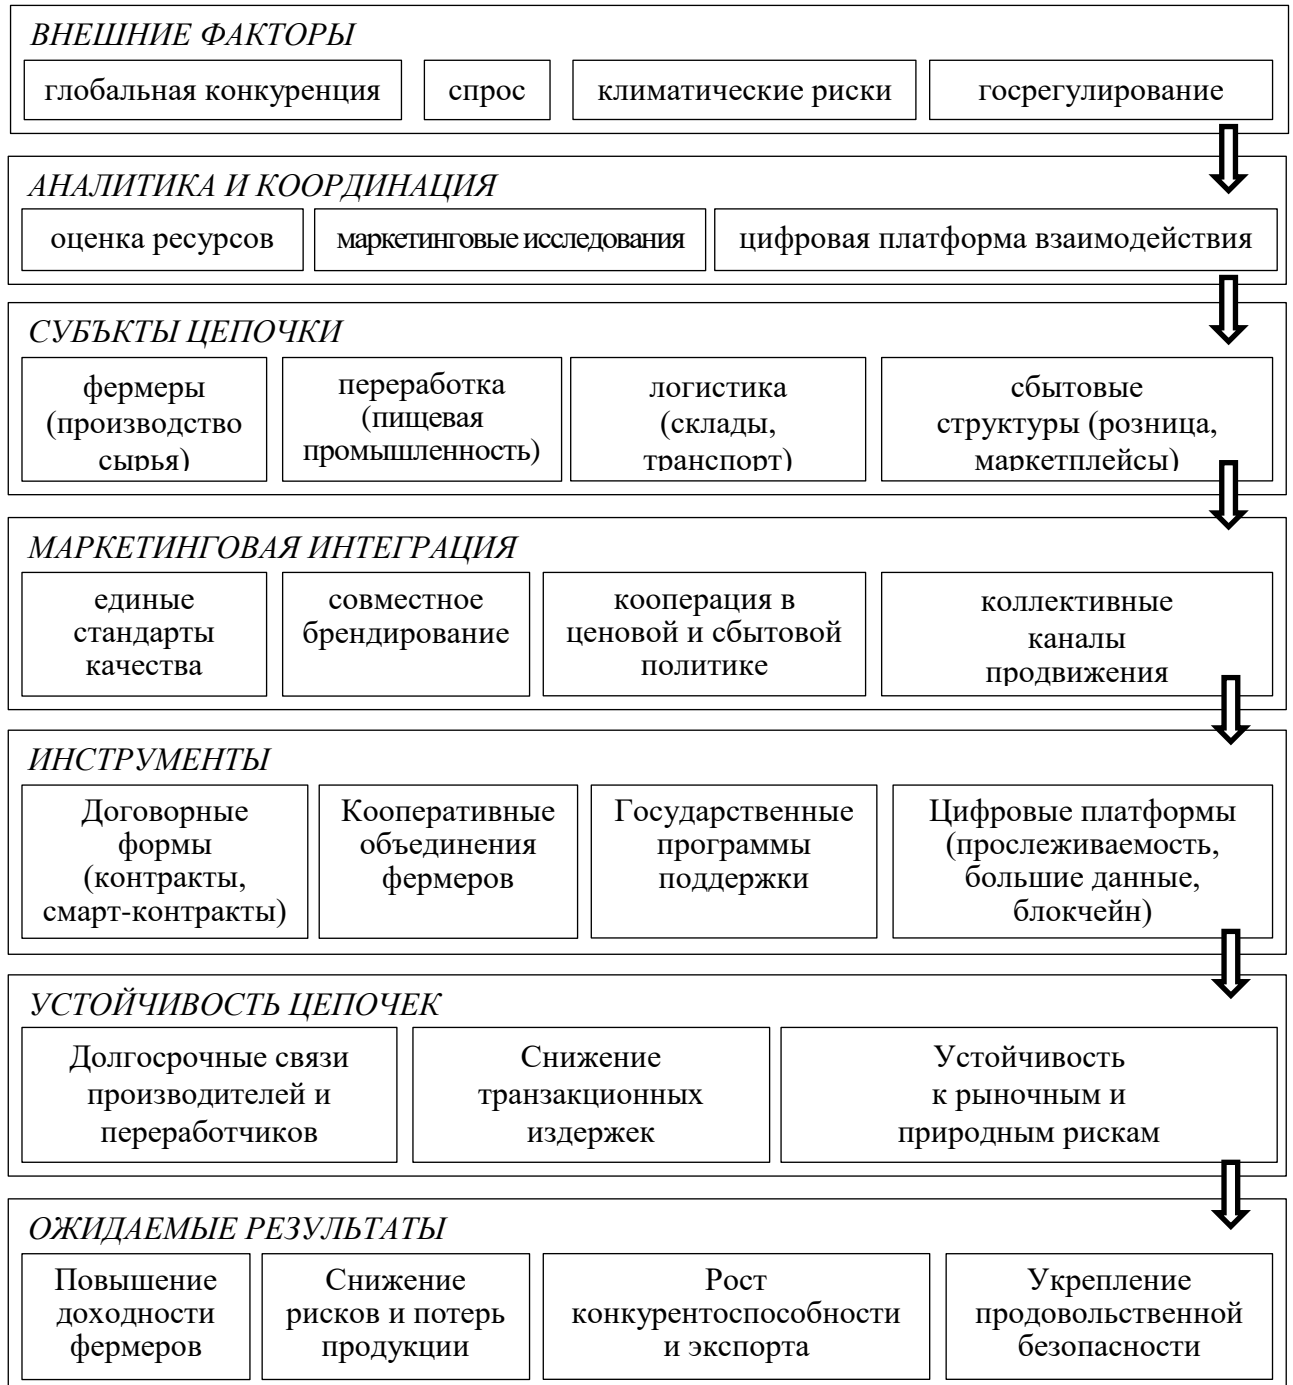 ВНЕШНИЕ ФАКТОРЫ
глобальная конкуренция
спрос
климатические риски
госрегулирование
АНАЛИТИКА И КООРДИНАЦИЯ
оценка ресурсов
маркетинговые исследования
цифровая платформа взаимодействия
СУБЪКТЫ ЦЕПОЧКИ
фермеры
(производство
сырья)
переработка
(пищевая
промышленность)
логистика
(склады,
транспорт)
сбытовые
структуры (розница,
маркетплейсы)
МАРКЕТИНГОВАЯ ИНТЕГРАЦИЯ
единые
стандарты
качества
совместное
брендирование
кооперация в
ценовой и сбытовой
политике
коллективные
каналы
продвижения
ИНСТРУМЕНТЫ
Договорные
формы
(контракты,
смарт-контракты)
Кооперативные
объединения
фермеров
Государственные
программы
поддержки
Цифровые платформы
(прослеживаемость,
большие данные,
блокчейн)
УСТОЙЧИВОСТЬ ЦЕПОЧЕК
Долгосрочные связи
производителей и
переработчиков
Снижение
транзакционных
издержек
Устойчивость
к рыночным и
природным рискам
ОЖИДАЕМЫЕ РЕЗУЛЬТАТЫ
Повышение
доходности
фермеров
Снижение
рисков и потерь
продукции
Рост
конкурентоспособности
и экспорта
Укрепление
продовольственной
безопасности